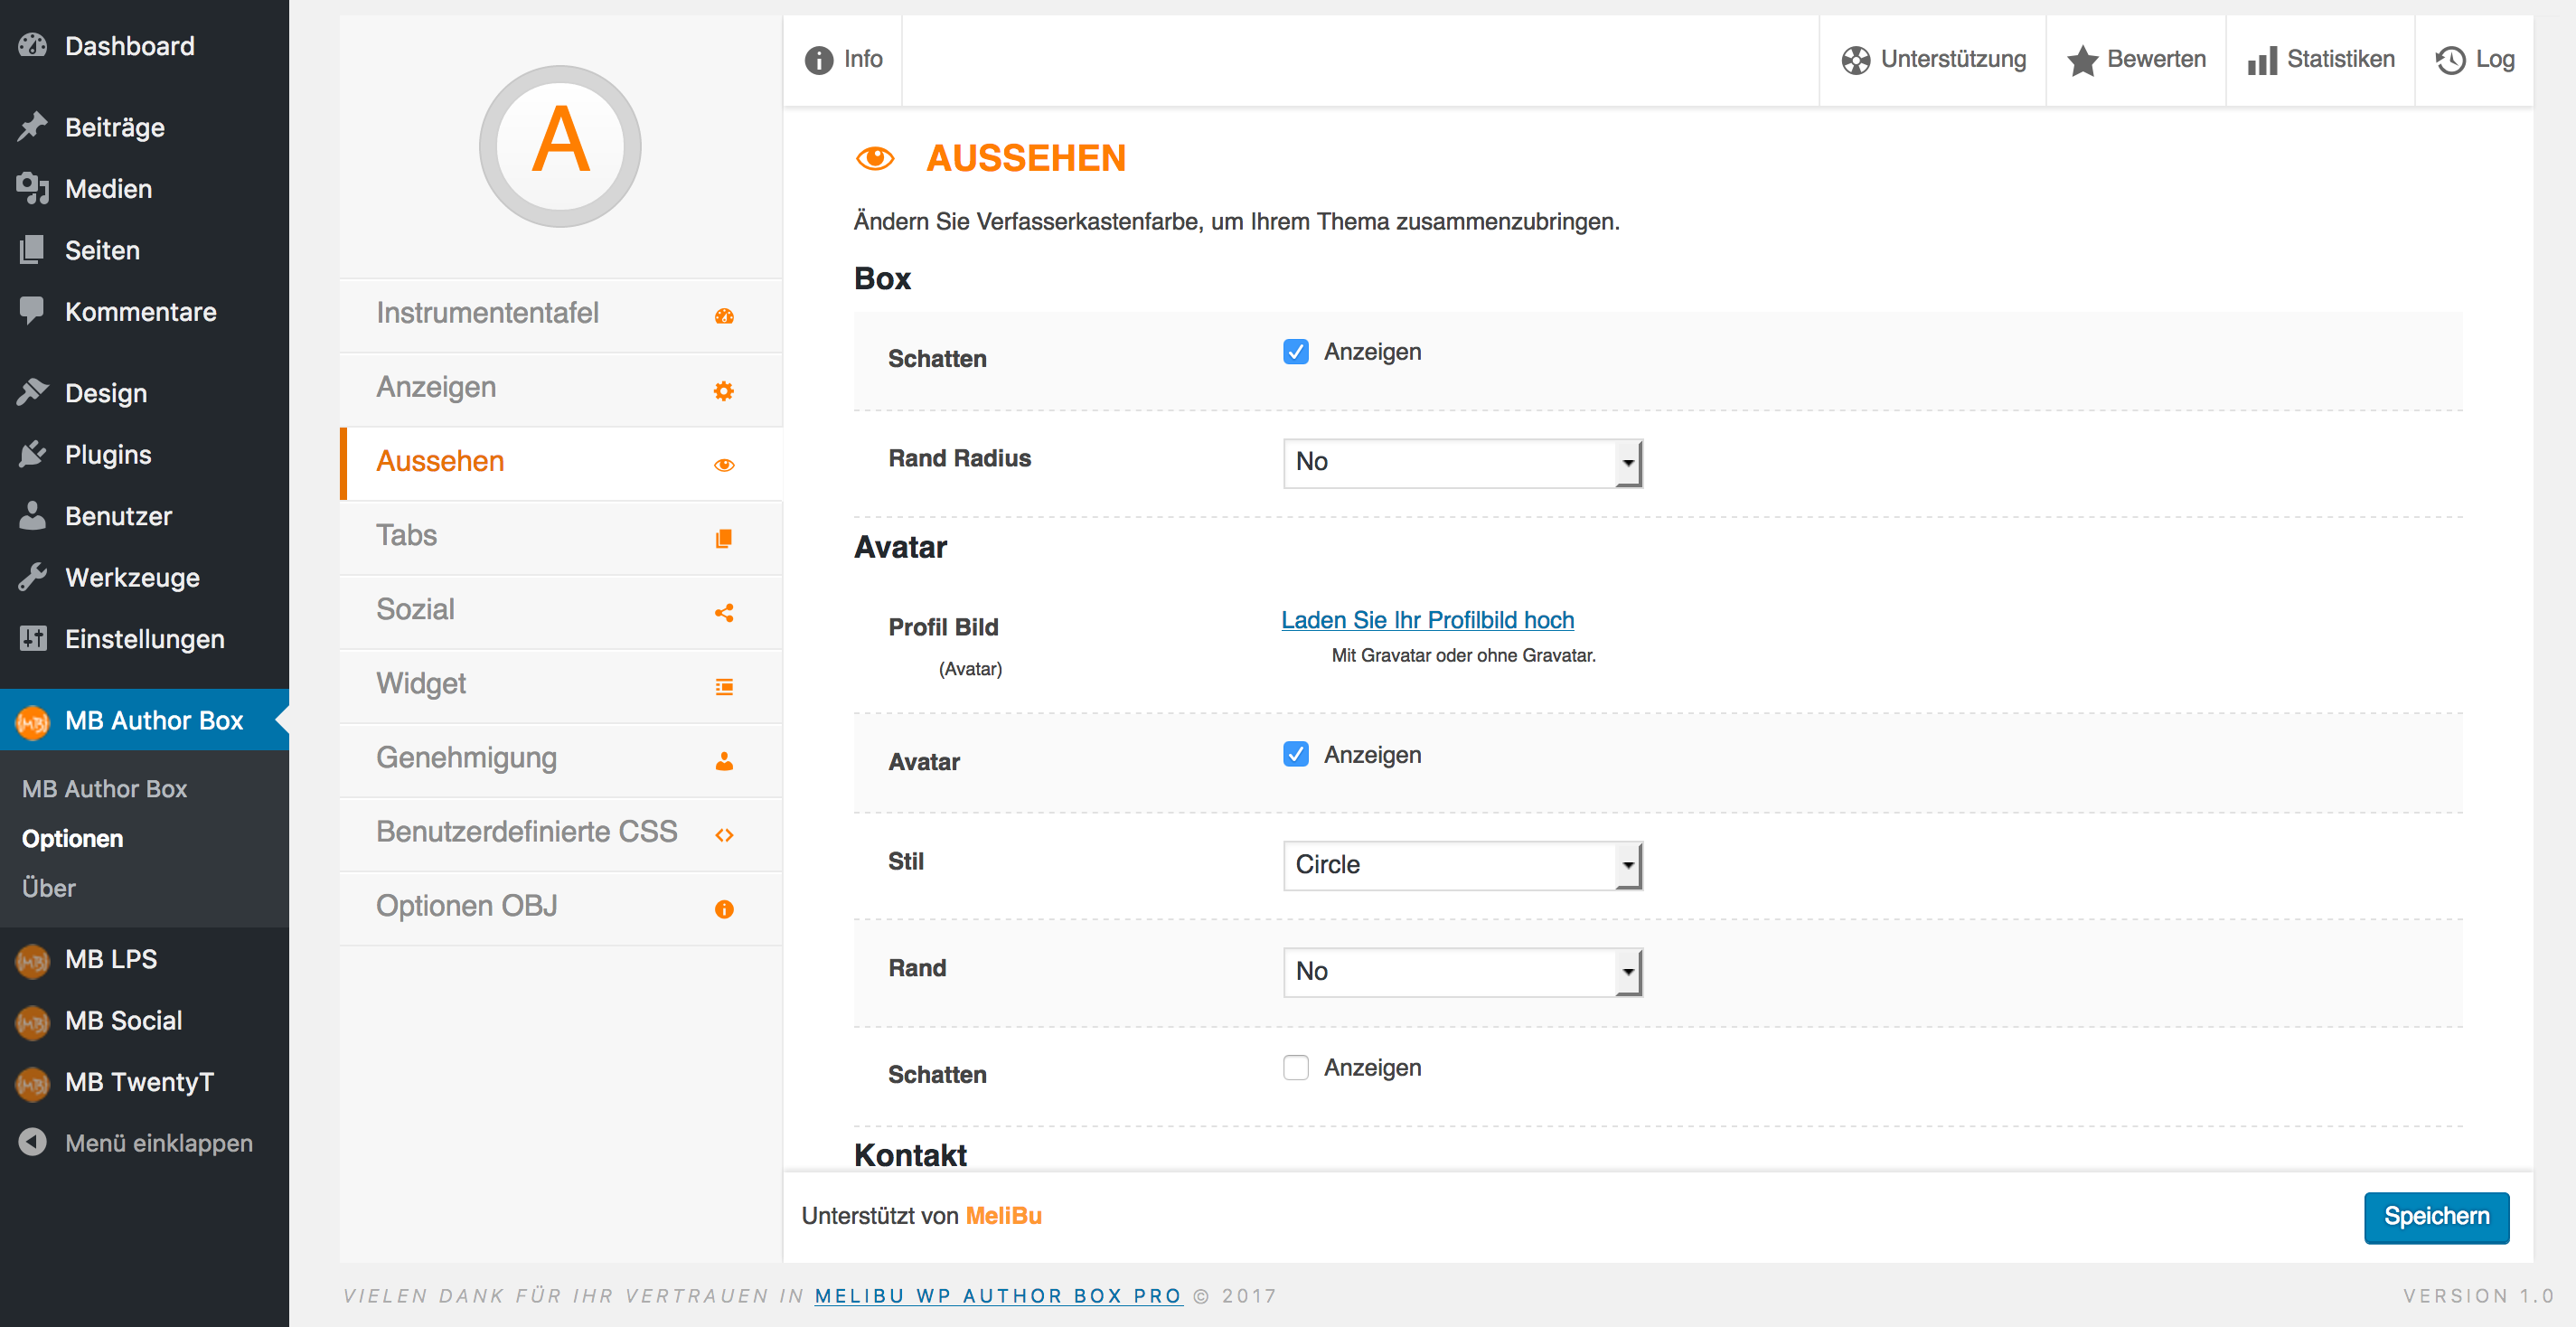 Dashboard
Beiträge
Medien
Seiten
Kommentare
Design
Plugins
Benutzer
Werkzeuge
Einstellungen
MB Author Box
MB Author Box
Optionen
Über
MB LPS
MB Social
MB TwentyT
Menü einklappen
A
Instrumententafel
Anzeigen
Aussehen
Tabs
Sozial
Widget
Genehmigung
Benutzerdefinierte CSS
Optionen OBJ
Info
Unterstützung
Bewerten
Statistiken
Log
AUSSEHEN
Ändern Sie Verfasserkastenfarbe, um Ihrem Thema zusammenzubringen.
Box
Schatten
Anzeigen
Rand Radius
No
Avatar
Profil Bild
(Avatar)
Laden Sie Ihr Profilbild hoch
Mit Gravatar oder ohne Gravatar.
Avatar
Anzeigen
Stil
Circle
Rand
No
Schatten
Anzeigen
Kontakt
Unterstützt von MeliBu
Speichern
VIELEN DANK FÜR IHR VERTRAUEN IN MELIBU WP AUTHOR BOX PRO © 2017
VERSION 1.0